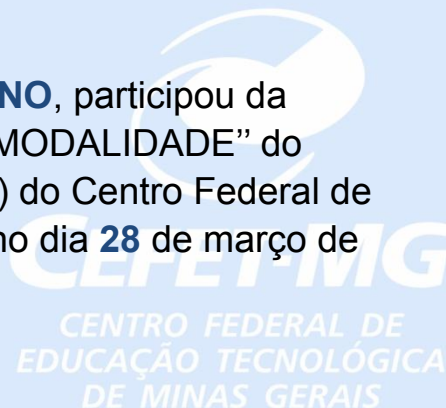 NO, participou da
MODALIDADE” do
) do Centro Federal de
no dia 28 de março de
CEFET-MG
CENTRO FEDERAL DE
EDUCAÇÃO TECNOLÓGICA
DE MINAS GERAIS